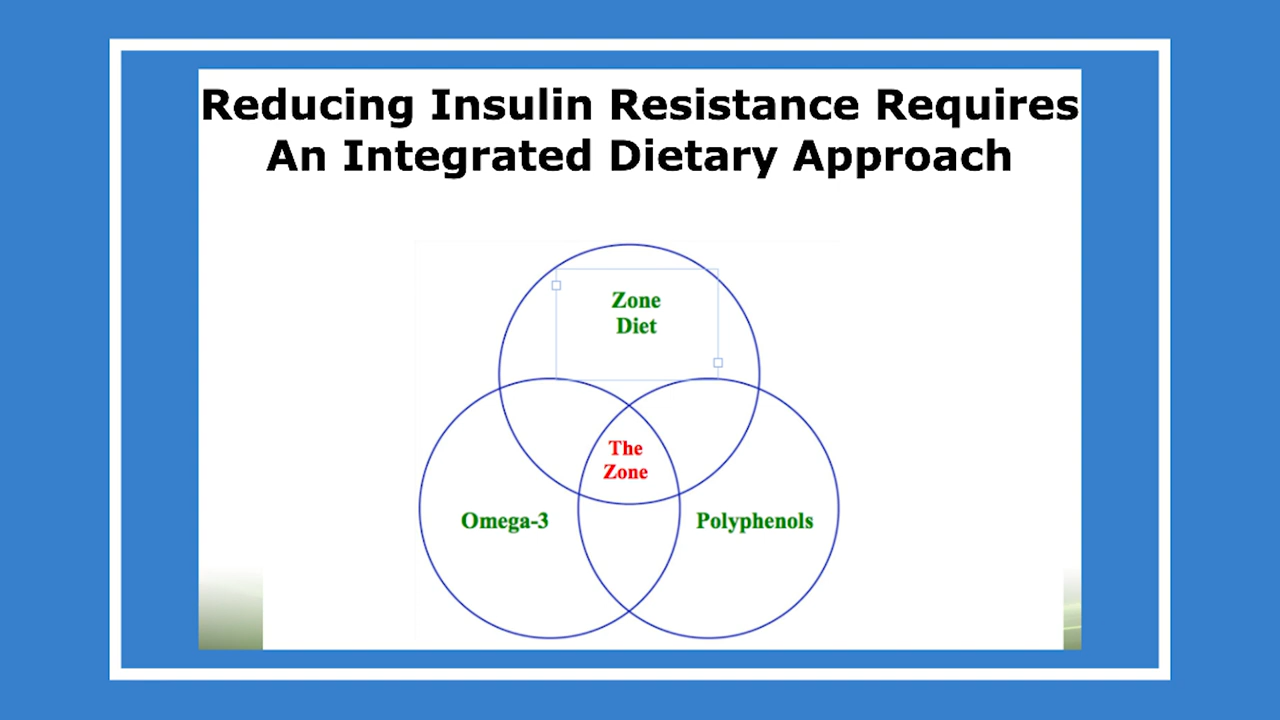 Reducing Insulin Resistance Requires
An Integrated Dietary Approach
Zone
Diet
The
Zone
Omega-3
Polyphenols